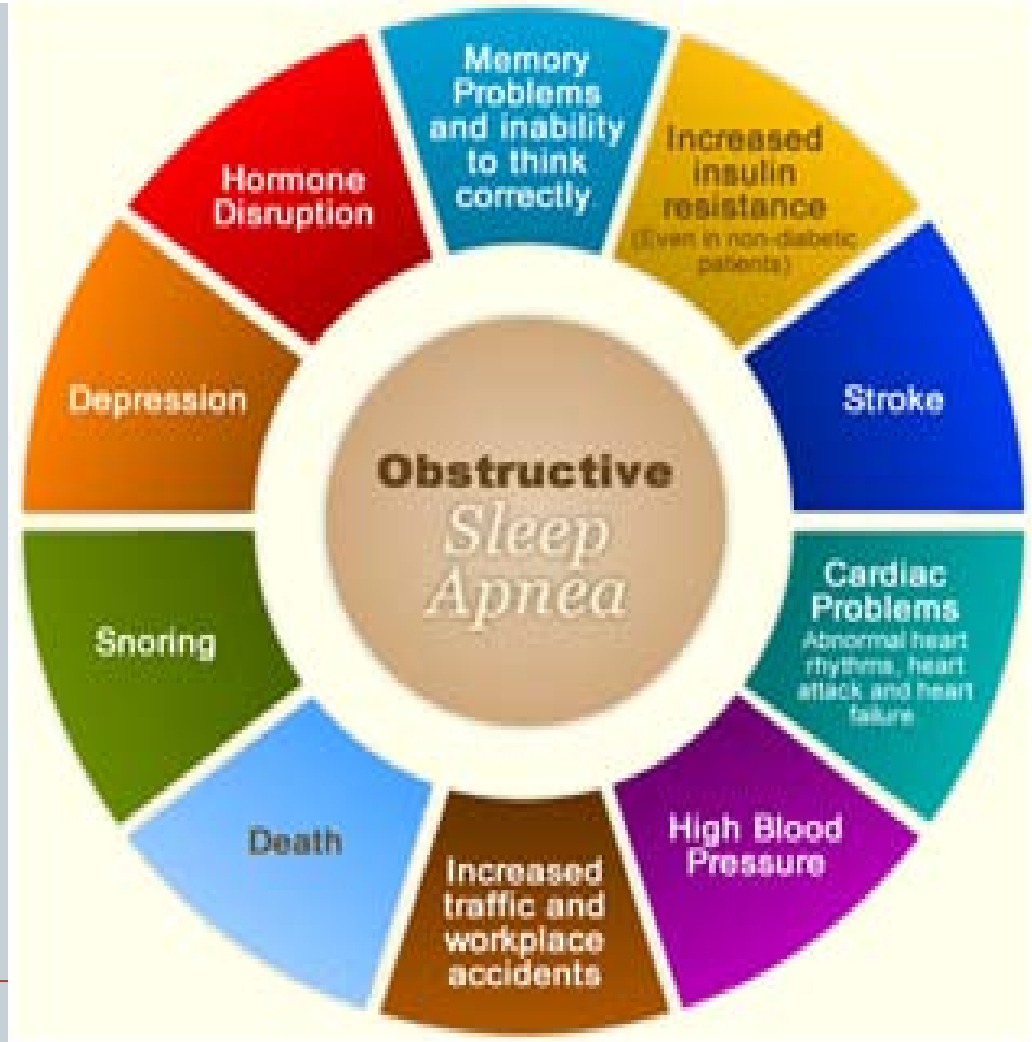 Memory
Problems
and inability
to think
correctly.
Increased
insulin
resistance
(Even in non-diabetic
patients)
Stroke
Cardiac
Problems
Abnormal heart
rhythms, heart
attack and heart
failure
High Blood
Pressure
Increased
traffic and
workplace
accidents
Death
Snoring
Depression
Hormone
Disruption
Obstructive
Sleep
Apnea